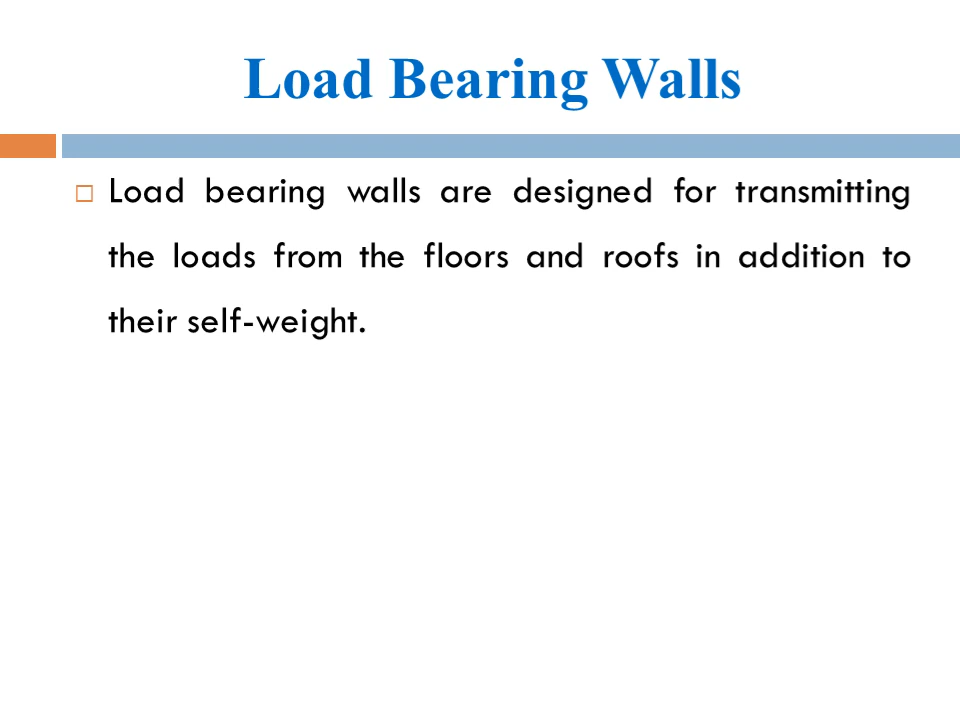 Load Bearing Walls
Load bearing walls are designed for transmitting
the loads from the floors and roofs in addition to
their self-weight.